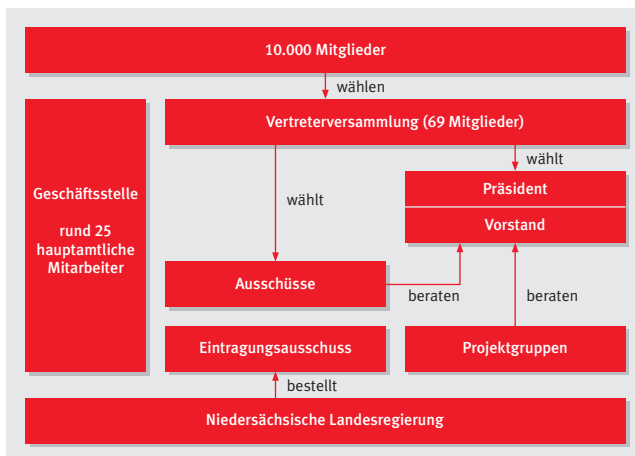 10.000 Mitglieder
wählen
Vertreterversammlung (69 Mitglieder)
wählt
Geschäftsstelle
rund 25
hauptamtliche
Mitarbeiter
wählt
Präsident
Vorstand
Ausschüsse
beraten
beraten
Eintragungsausschuss
Projektgruppen
bestellt
Niedersächsische Landesregierung